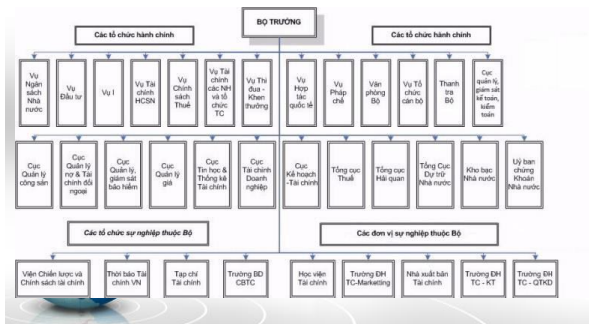 BỘ TRƯỞNG
Các tổ chức hành chính
Các tổ chức hành chính
Vụ
Ngân
sách
Nhà
nước
Vụ
Đầu tư
Vụ I
Vụ Tài
chính
HCSN
Vụ
Chính
sách
Thuế
Vụ Tài
chính
các NH
và tổ
chức
TC
Vụ Thi
đua -
Khen
thưởng
Vụ
Hợp
tác
quốc tế
Vụ
Pháp
chế
Văn
phòng
Bộ
Vụ Tổ
chức
cán bộ
Thanh
tra
Bộ
Cục
quản lý,
giám sát
kế toán,
kiểm
toán
Cục
Quản lý
công sản
Cục
Quản lý
nợ & Tài
chính đối
ngoại
Cục
Quản lý,
giám sát
bảo hiểm
Cục
Quản lý
giá
Cục
Tin học &
Thống kê
Tài chính
Cục
Tài chính
Doanh
nghiệp
Cục
Kế hoạch
-Tài chính
Tổng cục
Thuế
Tổng cục
Hải quan
Tổng Cục
Dự trữ
Nhà nước
Kho bạc
Nhà nước
Uỷ ban
chứng
Khoán
Nhà nước
Các tổ chức sự nghiệp thuộc Bộ
Các đơn vị sự nghiệp thuộc Bộ
Viện Chiến lược và
Chính sách tài chính
Thời báo Tài
chính VN
Tạp chí
Tài chính
Trường BD
CBTC
Học viện
Tài chính
Trường ĐH
TC-Marketting
Nhà xuất bản
Tài chính
Trường ĐH
TC - KT
Trường ĐH
TC - QTKD